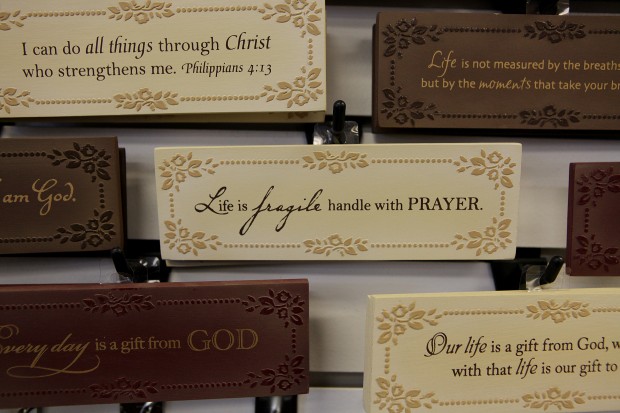 I can do all things through Christ
who strengthens me. Philippians 4:13
Life is not measured by the breaths
but by the moments that take your
am God.
Life is fragile handle with PRAYER.
Every day is a gift from GOD
Our life is a gift from God,
with that life is our gift to